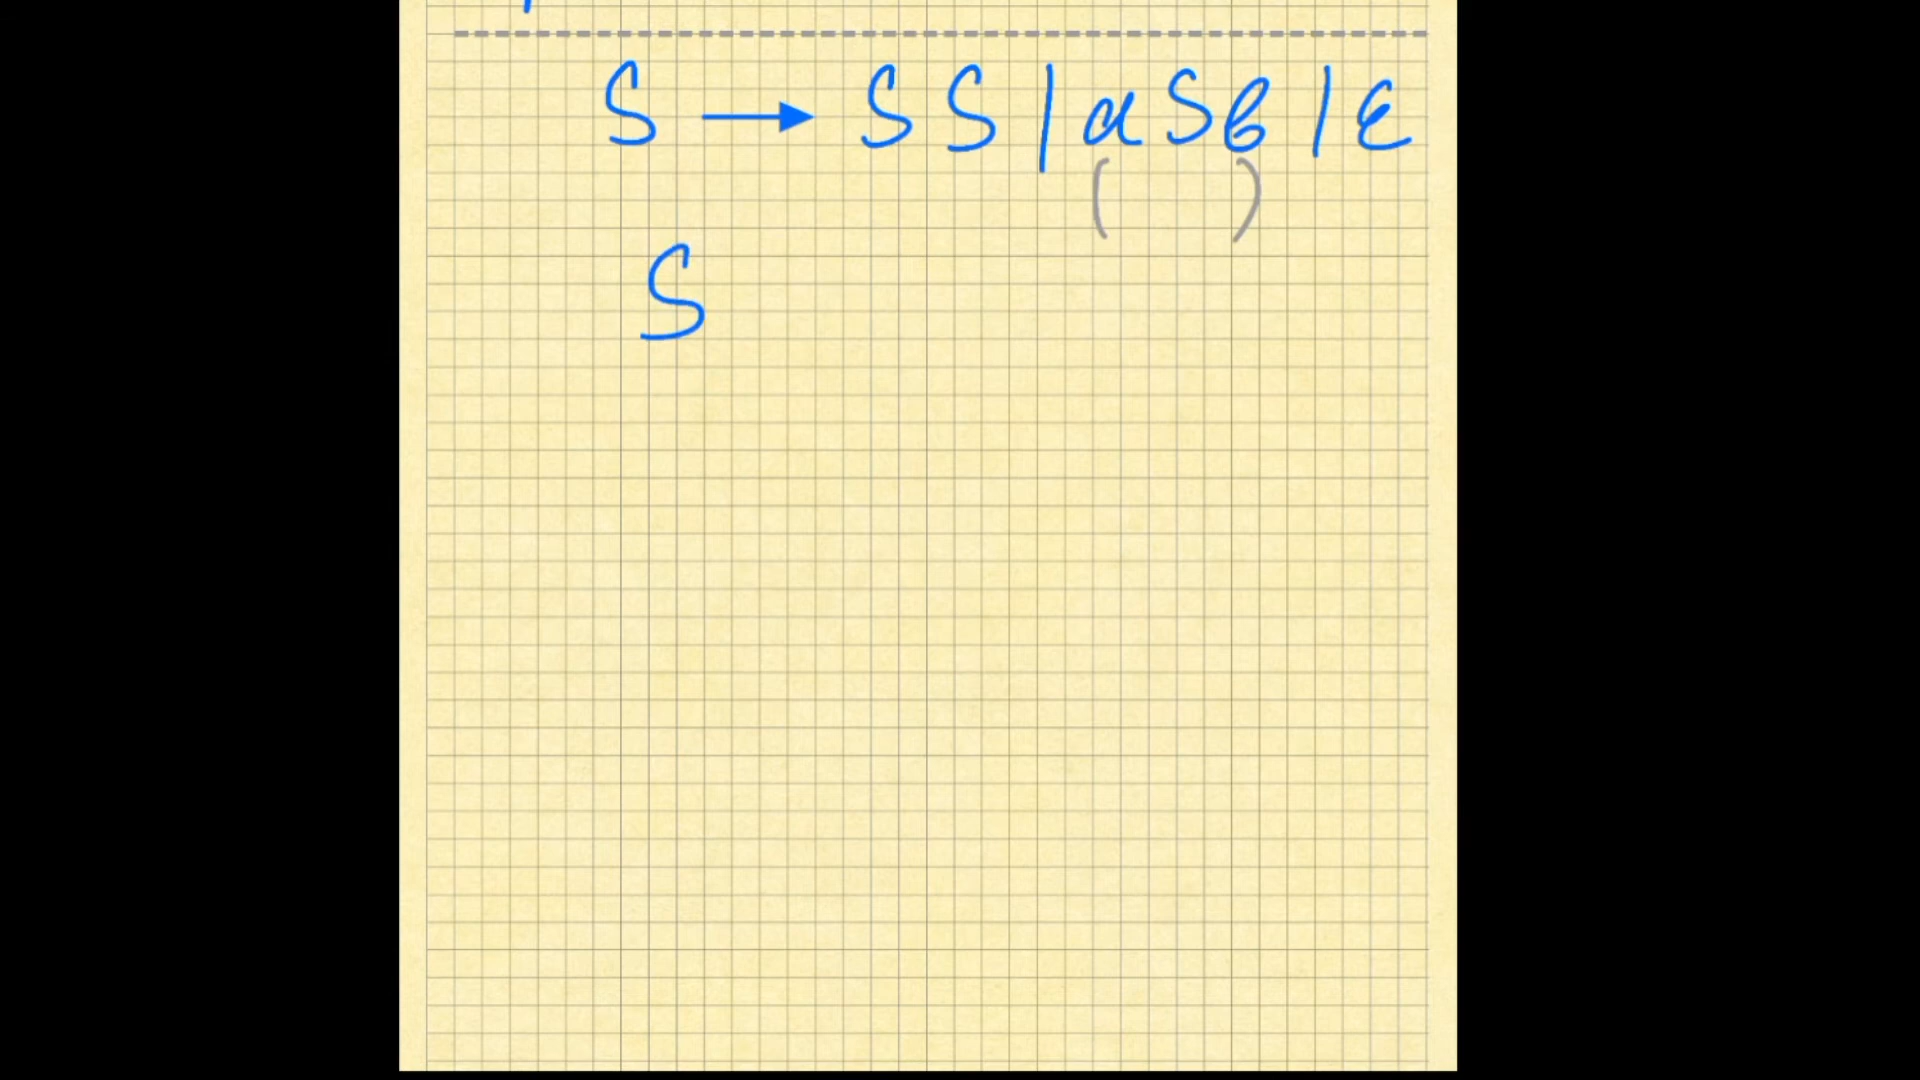 S → SS | aSb | ε
( )
S